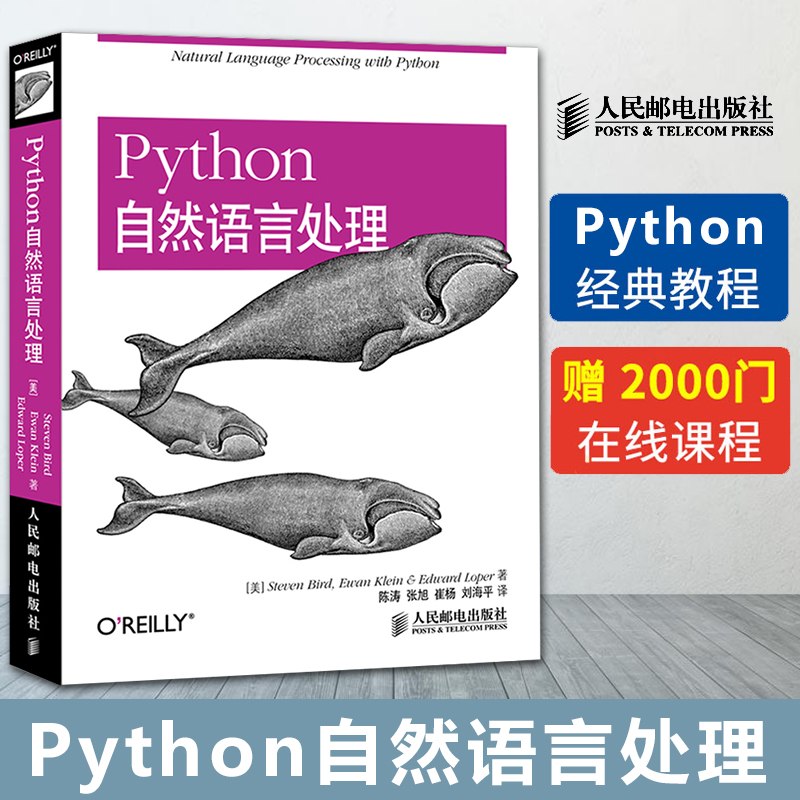 O'REILLY®
Python自然语言处理
[美]
Steven Bird
Ewan Klein 著
Edward Loper
人民邮电出版社
Natural Language Processing with Python
Python
自然语言处理
[美] Steven Bird, Ewan Klein & Edward Loper 著
陈涛 张旭 崔杨 刘海平 译
O'REILLY®
人民邮电出版社
POSTS & TELECOM PRESS
人民邮电出版社
POSTS & TELECOM PRESS
Python
经典教程
赠 2000门
在线课程
Python自然语言处理